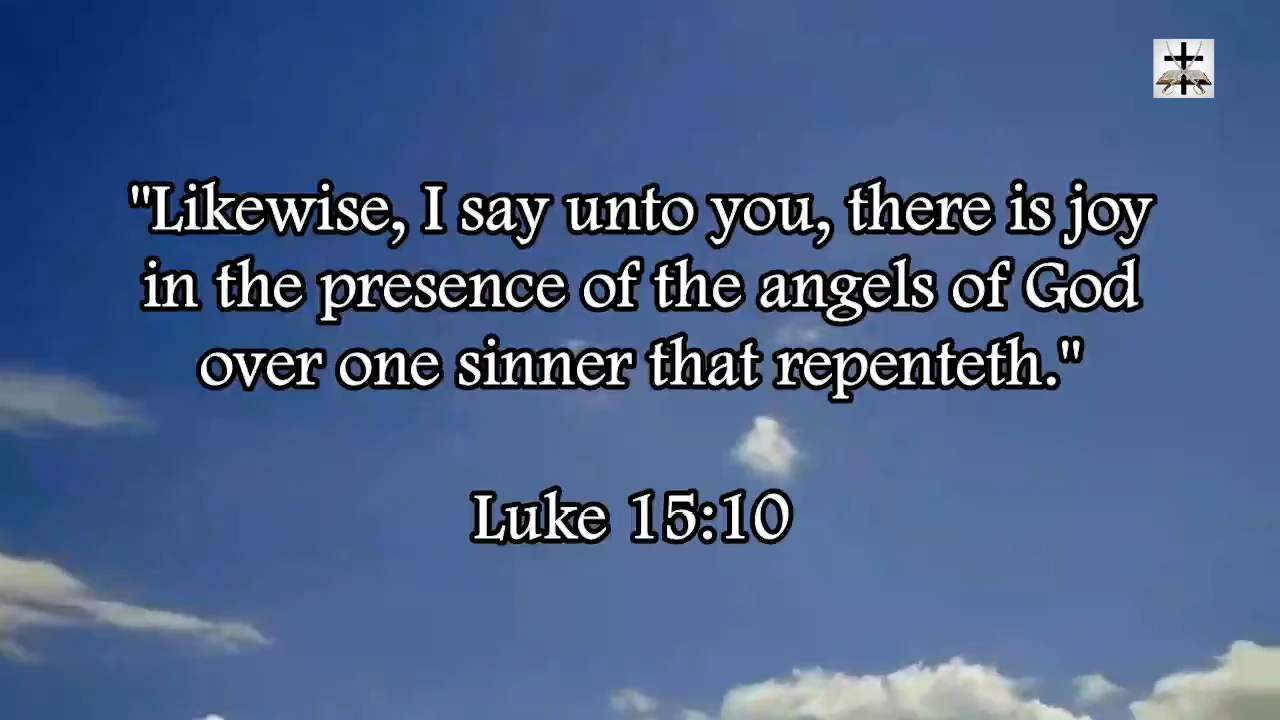 "Likewise, I say unto you, there is joy
in the presence of the angels of God
over one sinner that repenteth."
Luke 15:10